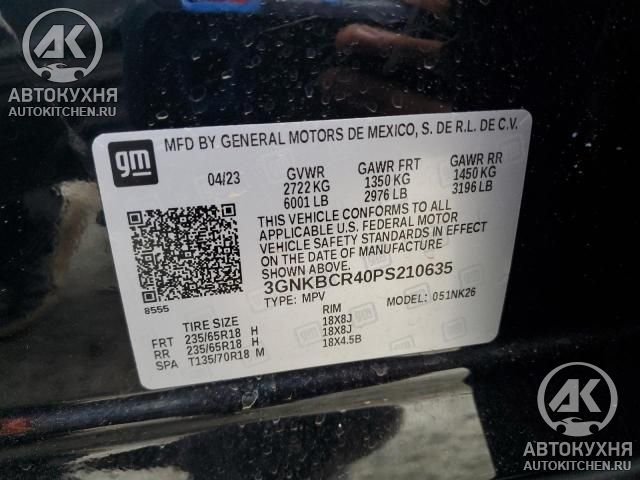 AK
АВТОКУХНЯ
AUTOKITCHEN.RU
gm
MFD BY GENERAL MOTORS DE MEXICO, S. DE R.L. DE C.V.
04/23 GVWR GAWR FRT GAWR RR
2722 KG 1350 KG 1450 KG
6001 LB 2976 LB 3196 LB
THIS VEHICLE CONFORMS TO ALL
APPLICABLE U.S. FEDERAL MOTOR
VEHICLE SAFETY STANDARDS IN EFFECT
ON THE DATE OF MANUFACTURE
SHOWN ABOVE.
3GNKBCR40PS210635
TYPE: MPV MODEL: 051NK26
8555
TIRE SIZE RIM
FRT 235/65R18 H 18X8J
RR 235/65R18 H 18X8J
SPA T135/70R18 M 18X4.5B
AK
АВТОКУХНЯ
AUTOKITCHEN.RU